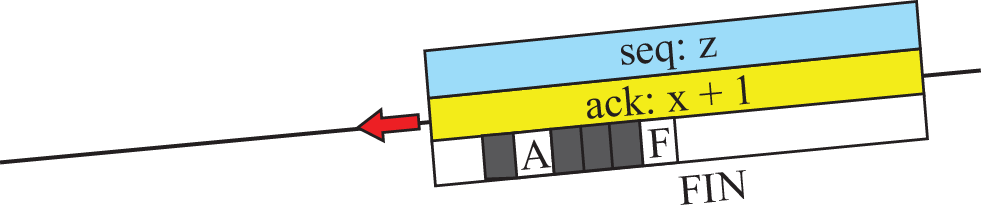 seq: z
ack: x + 1
A F
FIN